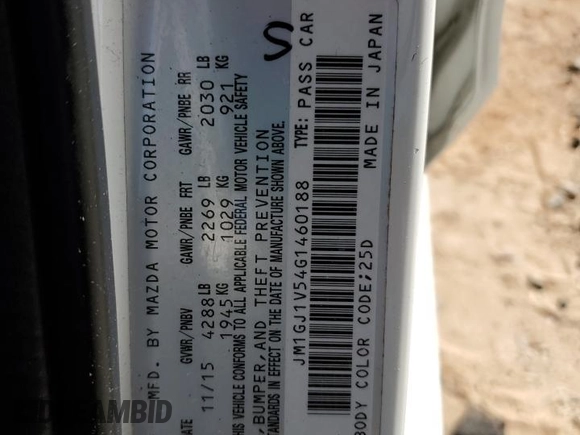 MFD. BY MAZDA MOTOR CORPORATION
DATE GVWR/PNBV GAWR/PNBE FRT GAWR/PNBE RR
11/15 4288LB 2269 LB 2030 LB
1945KG 1029 KG 921 KG
THIS VEHICLE CONFORMS TO ALL APPLICABLE FEDERAL MOTOR VEHICLE SAFETY
,BUMPER,AND THEFT PREVENTION
STANDARDS IN EFFECT ON THE DATE OF MANUFACTURE SHOWN ABOVE.
JM1GJ1V54G1460188 TYPE: PASS CAR
BODY COLOR CODE;25D MADE IN JAPAN
S